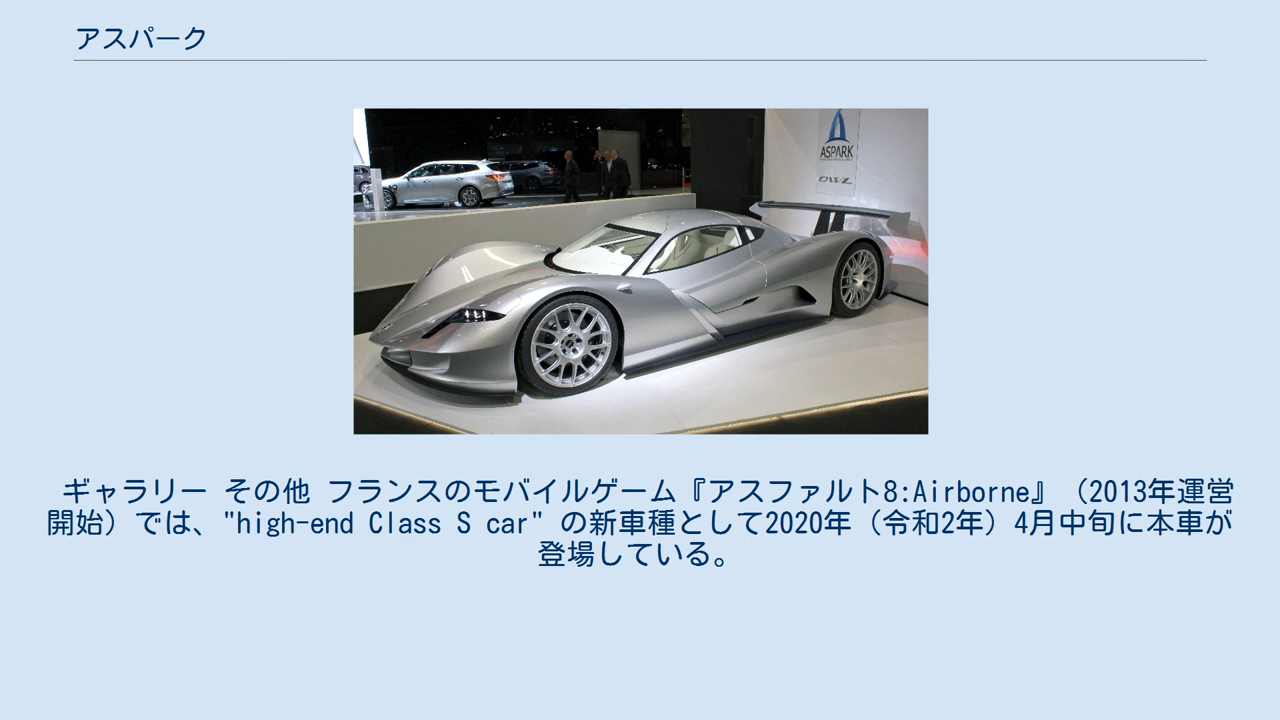 アスパーク
ASPARK
OWL
ギャラリー その他 フランスのモバイルゲーム『アスファルト8:Airborne』（2013年運営
開始）では、"high-end Class S car" の新車種として2020年（令和2年）4月中旬に本車が
登場している。